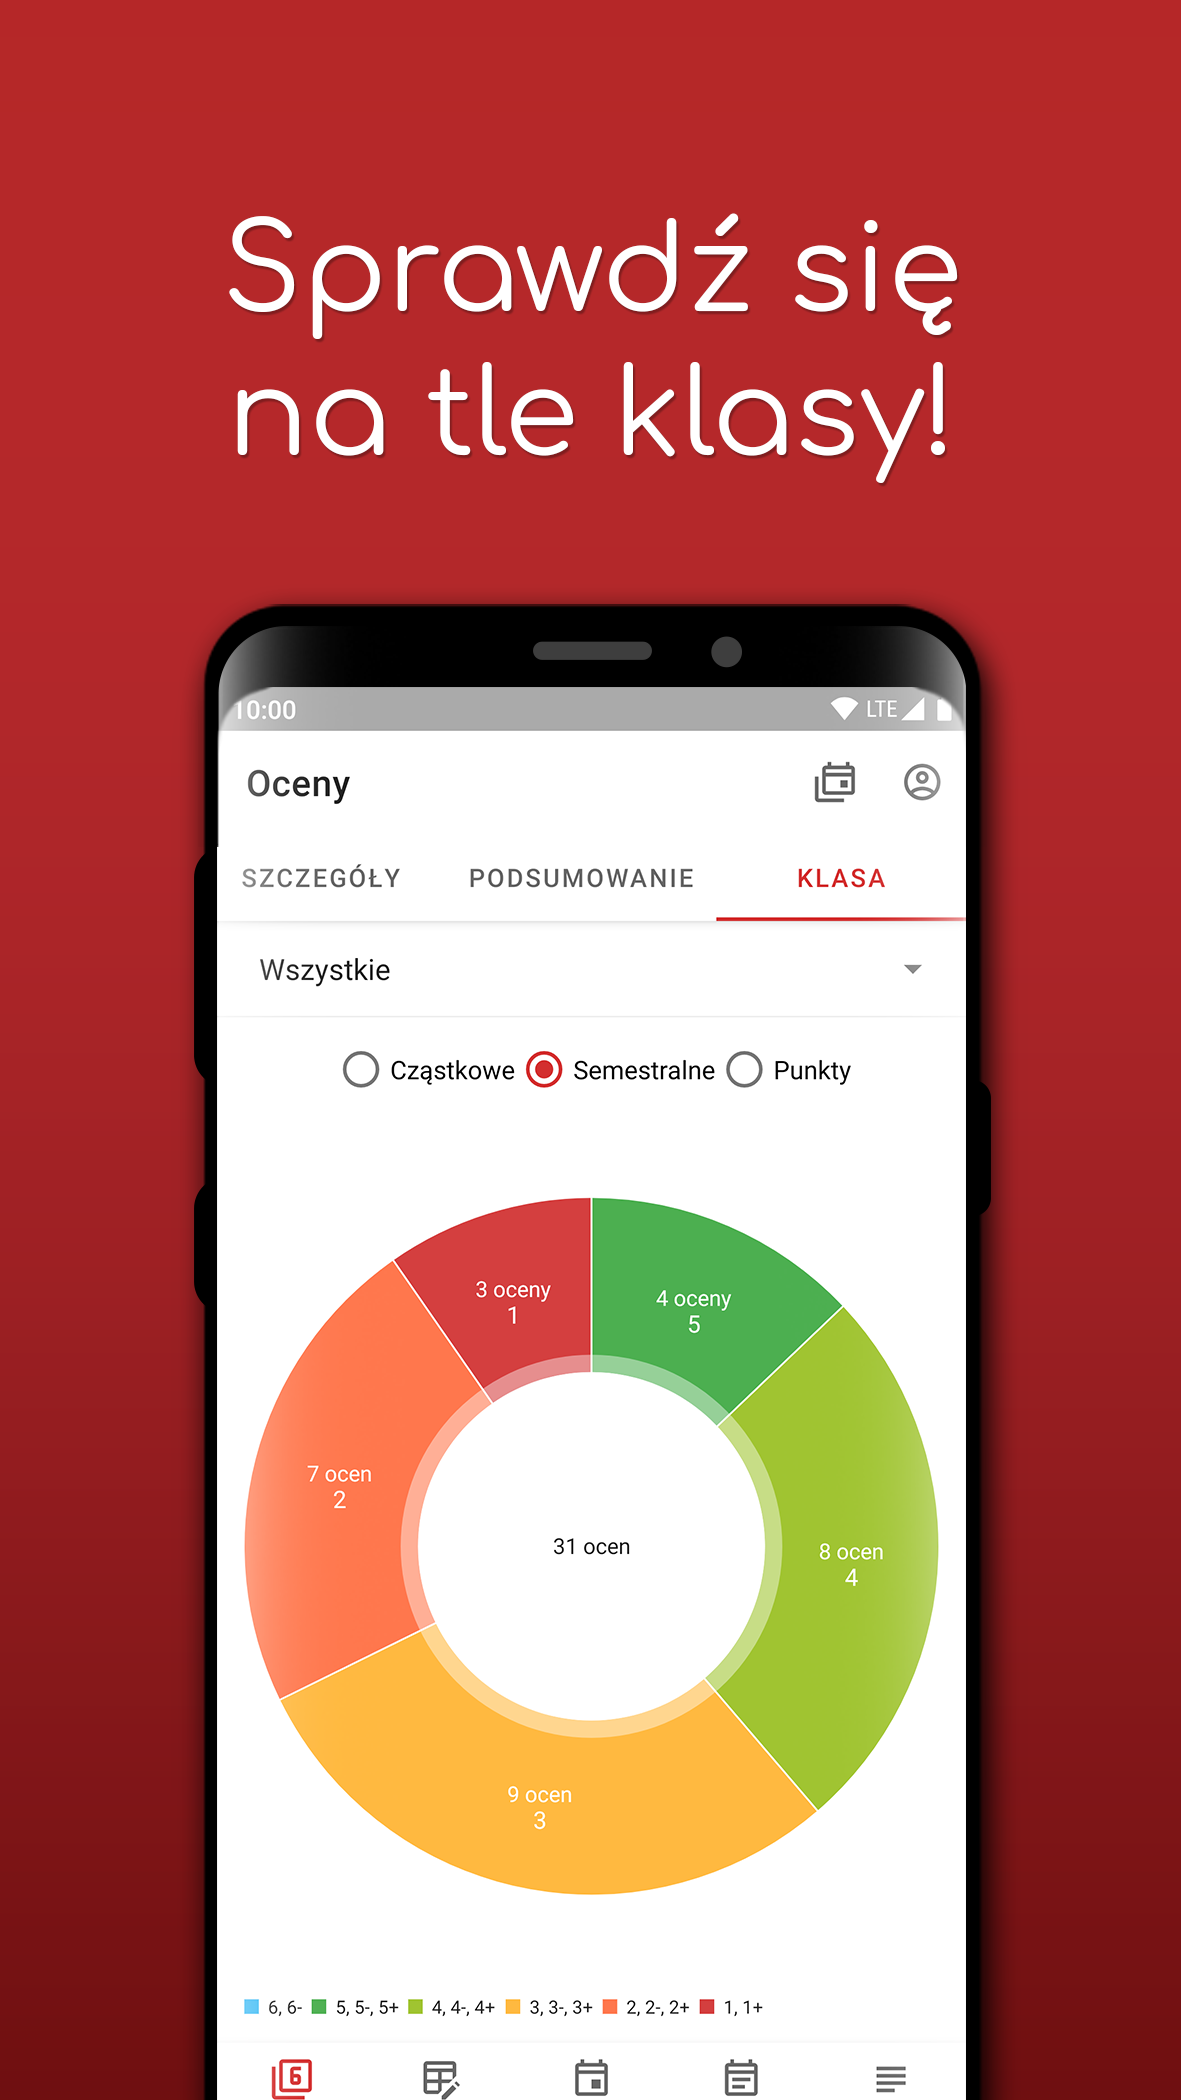 Sprawdź się
na tle klasy!
10:00 LTE
Oceny
SZCZEGÓŁY PODSUMOWANIE KLASA
Wszystkie
Cząstkowe Semestralne Punkty
3 oceny
1
4 oceny
5
7 ocen
2
31 ocen
8 ocen
4
9 ocen
3
6, 6- 5, 5-, 5+ 4, 4-, 4+ 3, 3-, 3+ 2, 2-, 2+ 1, 1+
6